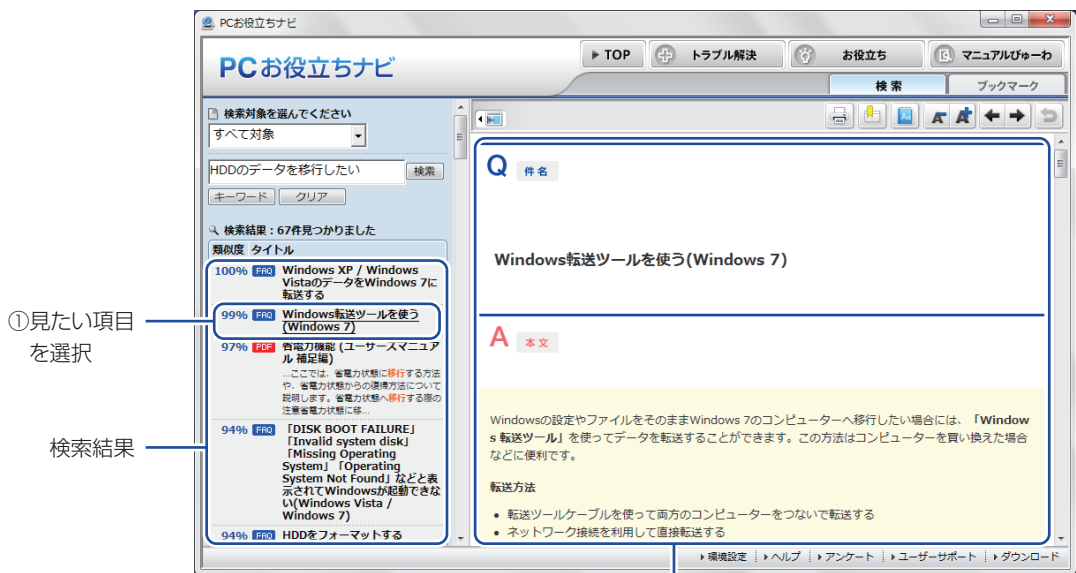 PCお役立ちナビ
PCお役立ちナビ
TOP
トラブル解決
お役立ち
マニュアルびゅーわ
検索
ブックマーク
検索対象を選んでください
すべて対象
HDDのデータを移行したい
検索
キーワード
クリア
検索結果:67件見つかりました
類似度 タイトル
100% FAQ Windows XP / Windows
VistaのデータをWindows 7に
転送する
99% FAQ Windows転送ツールを使う
(Windows 7)
97% PDF 省電力機能 (ユーザーズマニュア
ル 補足編)
...ここでは、省電力状態に移行する方法
や、省電力状態からの復帰方法について
説明します。省電力状態へ移行する際の
注意省電力状態に移...
94% FAQ 「DISK BOOT FAILURE」
「Invalid system disk」
「Missing Operating
System」「Operating
System Not Found」などと表
示されてWindowsが起動できな
い(Windows Vista /
Windows 7)
94% FAQ HDDをフォーマットする
①見たい項目
を選択
検索結果
Q 件名
Windows転送ツールを使う(Windows 7)
A 本文
Windowsの設定やファイルをそのままWindows 7のコンピューターへ移行したい場合には、「Window
s 転送ツール」を使ってデータを転送することができます。この方法はコンピューターを買い換えた場合
などに便利です。
転送方法
• 転送ツールケーブルを使って両方のコンピューターをつないで転送する
• ネットワーク接続を利用して直接転送する
環境設定
ヘルプ
アンケート
ユーザーサポート
ダウンロード